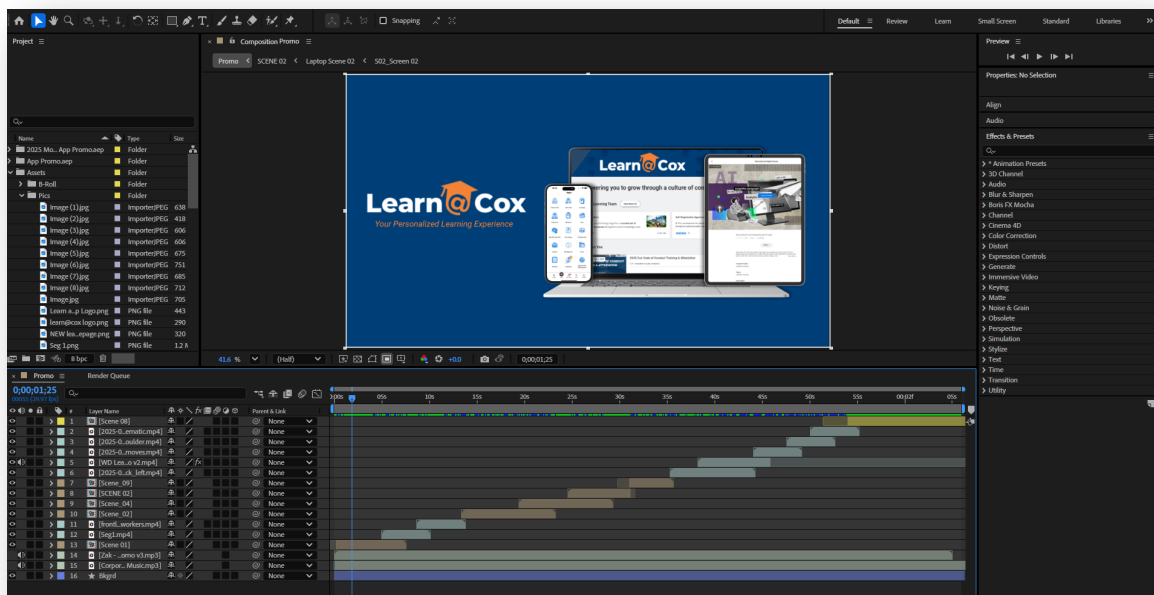 Snapping
Default
Review
Learn
Small Screen
Standard
Libraries
Project
Composition Promo
Preview
Promo
SCENE 02
Laptop Scene 02
S02_Screen 02
Properties: No Selection
Align
Audio
Effects & Presets
Name
Type
Size
2025 Mo... App Promo.aep
Folder
App Promo.aep
Folder
Assets
Folder
B-Roll
Folder
Pics
Folder
Image (1).jpg
ImporterJPEG
638
Image (2).jpg
ImporterJPEG
418
Image (3).jpg
ImporterJPEG
606
Image (4).jpg
ImporterJPEG
606
Image (5).jpg
ImporterJPEG
675
Image (6).jpg
ImporterJPEG
751
Image (7).jpg
ImporterJPEG
685
Image (8).jpg
ImporterJPEG
712
Image.jpg
ImporterJPEG
705
Learn a...p Logo.png
PNG file
443
learn@cox logo.png
PNG file
290
NEW lea...epage.png
PNG file
320
Seg 1.png
PNG file
1.2 M
8 bpc
Learn@Cox
Your Personalized Learning Experience
Learn@Cox
ering you to grow through a culture of con
Learning Team
AI
* Animation Presets
3D Channel
Audio
Blur & Sharpen
Boris FX Mocha
Channel
Cinema 4D
Color Correction
Distort
Expression Controls
Generate
Immersive Video
Keying
Matte
Noise & Grain
Obsolete
Perspective
Simulation
Stylize
Text
Time
Transition
Utility
41.6 %
(Half)
+0.0
0;00;01;25
Promo
Render Queue
0;00;01;25
05s
10s
15s
20s
25s
30s
35s
40s
45s
50s
55s
00;02f
05s
#
Layer Name
Parent & Link
1 [Scene 08] None
2 [2025-0...ematic.mp4] None
3 [2025-0...oulder.mp4] None
4 [2025-0...moves.mp4] None
5 [WD Lea...o v2.mp4] fx None
6 [2025-0...ck_left.mp4] None
7 [Scene_09] None
8 [SCENE 02] None
9 [Scene_04] None
10 [Scene_02] None
11 [frontl...workers.mp4] None
12 [Seg1.mp4] None
13 [Scene 01] None
14 [Zak - ...omo v3.mp3] None
15 [Corpor... Music.mp3] None
16 Bkgrd None